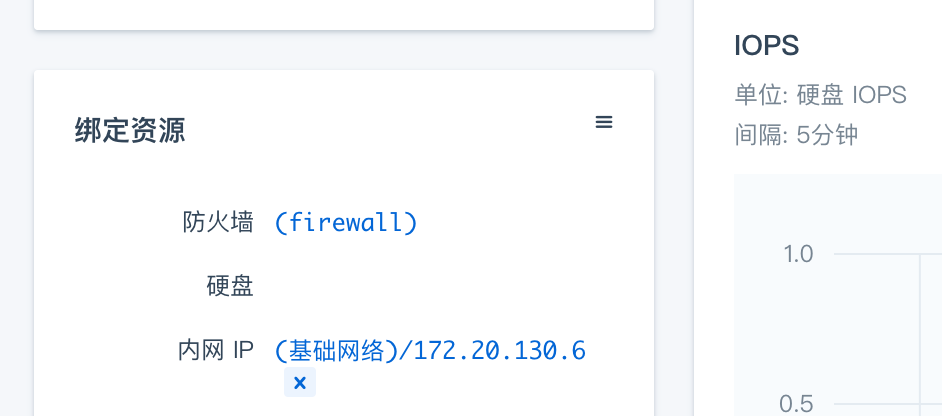 绑定资源
防火墙 (firewall)
硬盘
内网 IP (基础网络)/172.20.130.6
×
IOPS
单位: 硬盘 IOPS
间隔: 5分钟
1.0
0.5